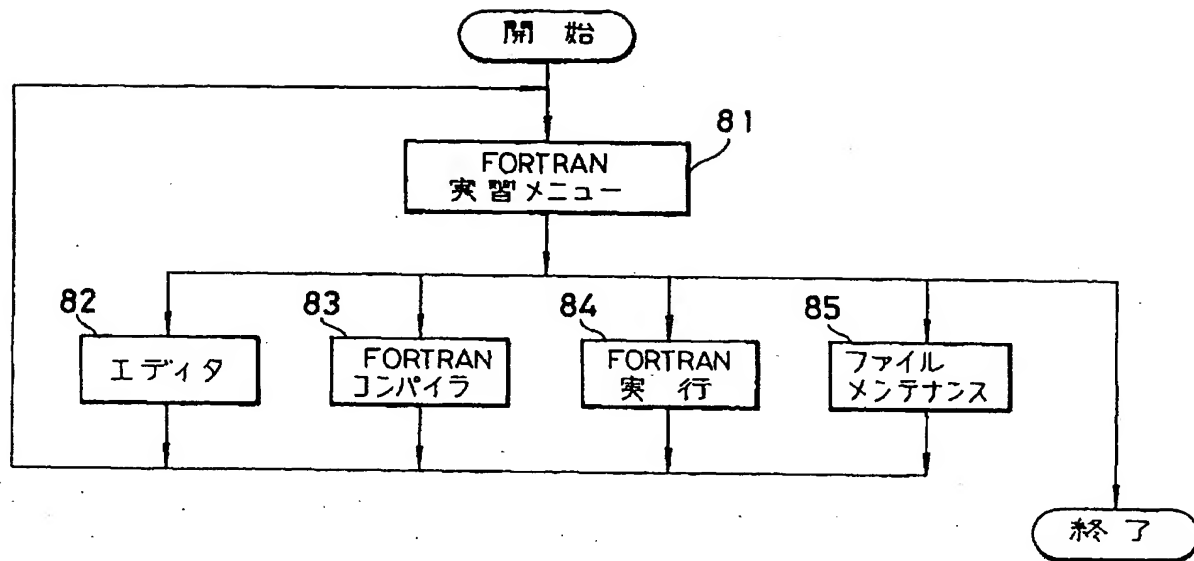 開始
81
FORTRAN
実習メニュー
82
エディタ
83
FORTRAN
コンパイラ
84
FORTRAN
実行
85
ファイル
メンテナンス
終了